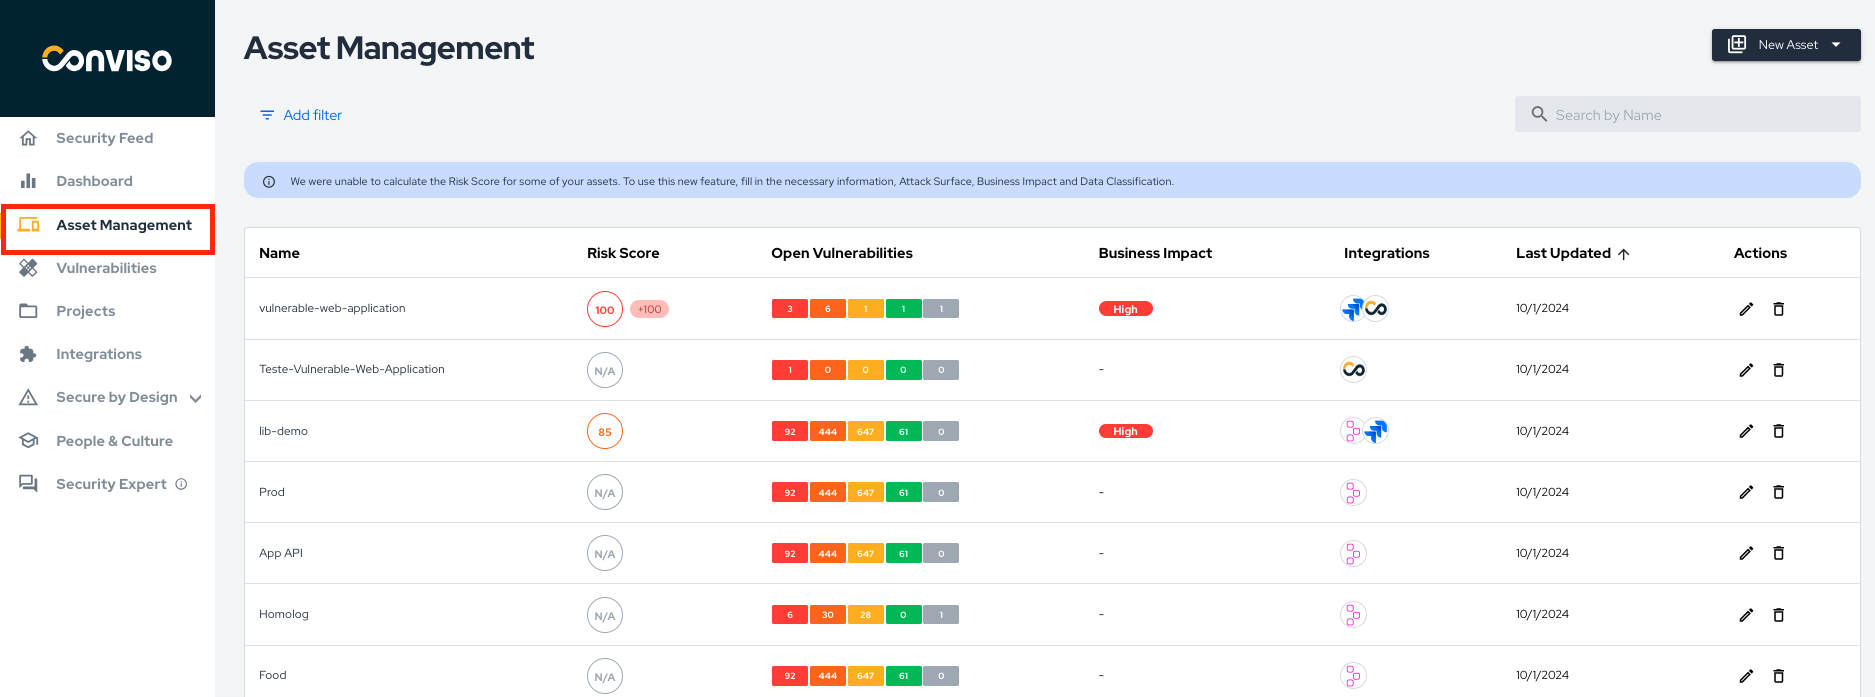 CONVISO
Security Feed
Dashboard
Asset Management
Vulnerabilities
Projects
Integrations
Secure by Design
People & Culture
Security Expert
Asset Management
New Asset
Add filter
Search by Name
We were unable to calculate the Risk Score for some of your assets. To use this new feature, fill in the necessary information, Attack Surface, Business Impact and Data Classification.
Name Risk Score Open Vulnerabilities Business Impact Integrations Last Updated Actions
vulnerable-web-application 100 +100 3 6 1 1 1 High 10/1/2024
Teste-Vulnerable-Web-Application N/A 1 0 0 0 0 - 10/1/2024
lib-demo 85 92 444 647 61 0 High 10/1/2024
Prod N/A 92 444 647 61 0 - 10/1/2024
App API N/A 92 444 647 61 0 - 10/1/2024
Homolog N/A 6 30 28 0 1 - 10/1/2024
Food N/A 92 444 647 61 0 - 10/1/2024